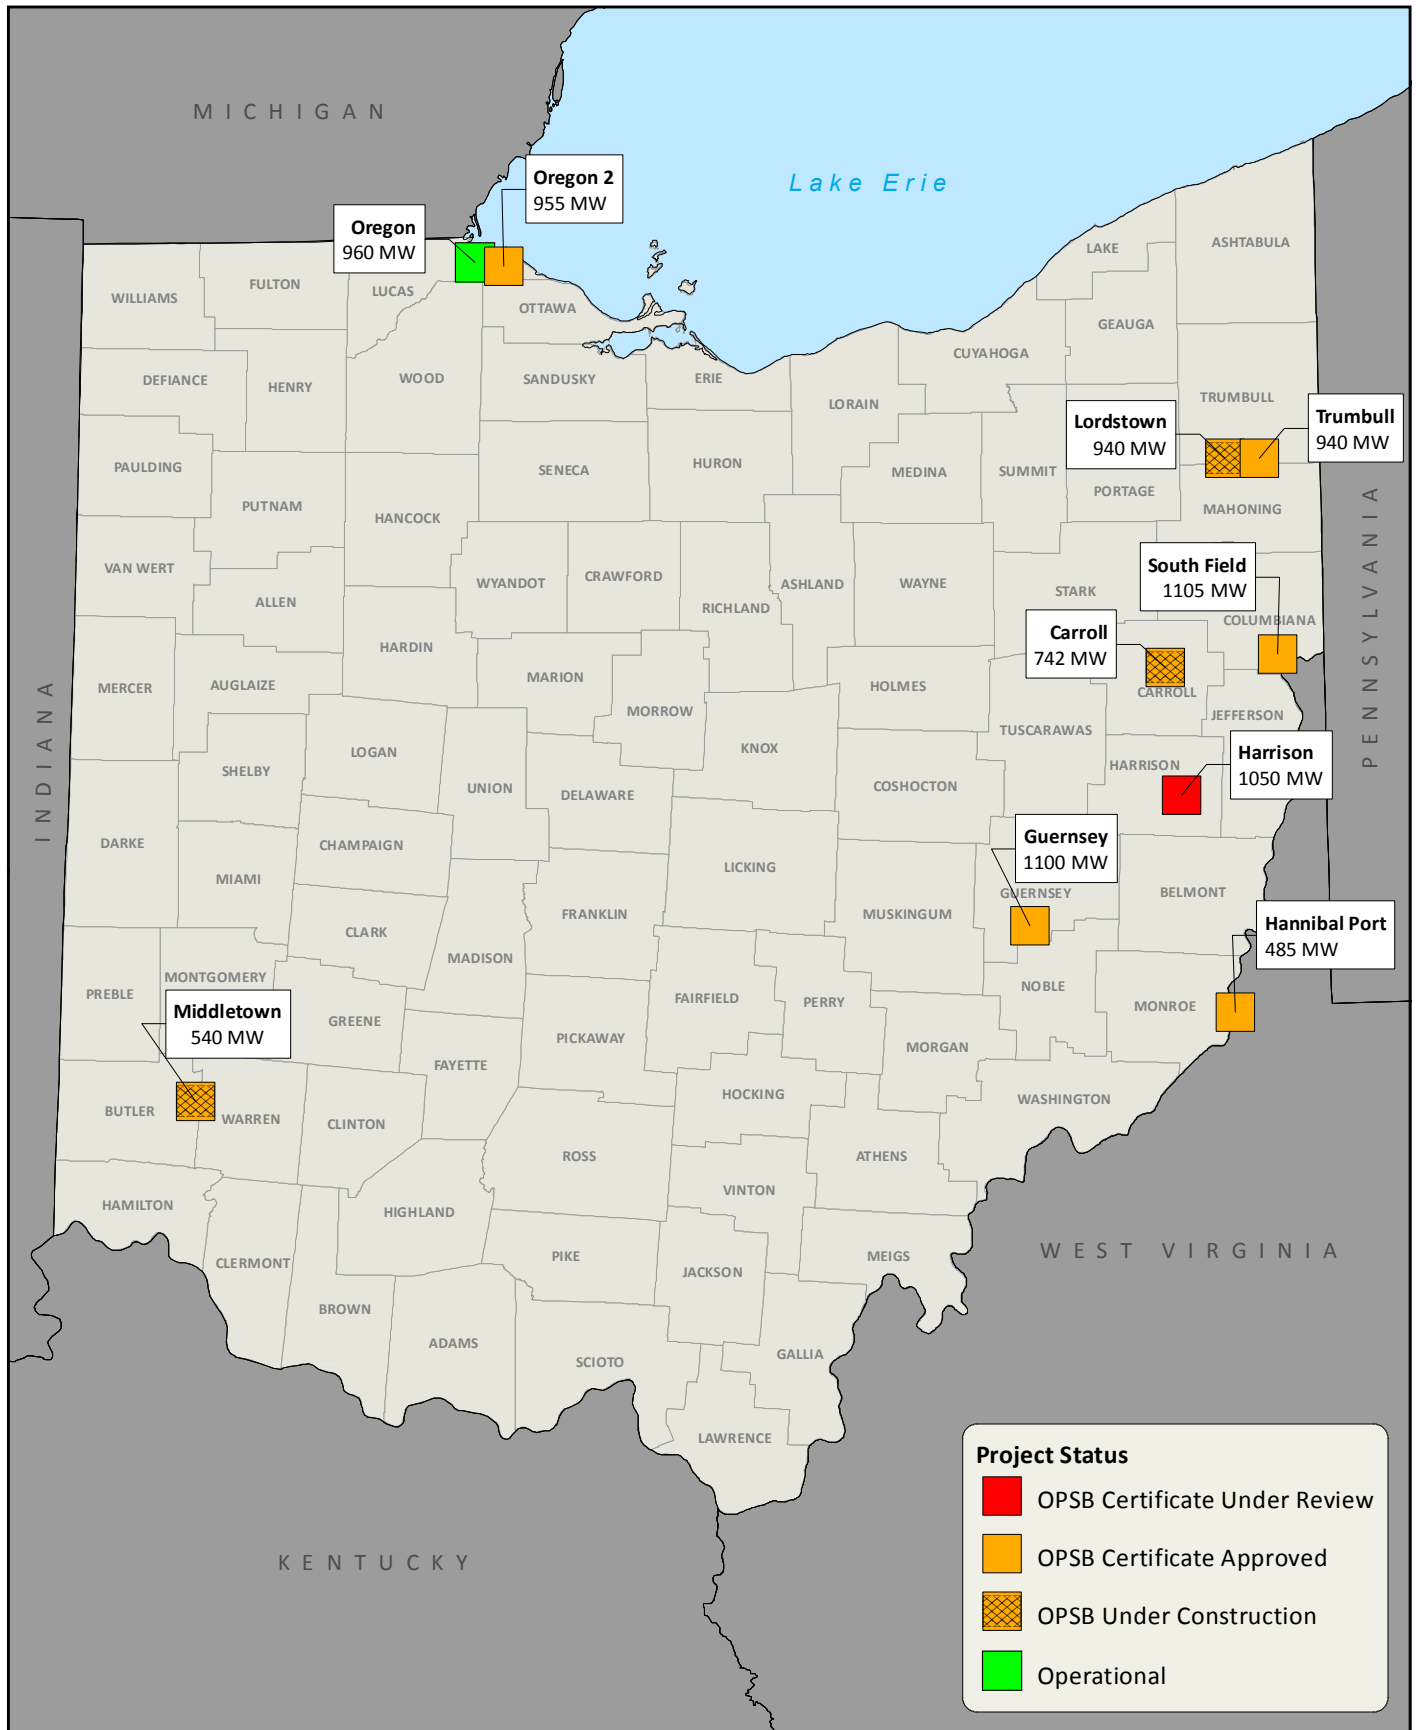 MICHIGAN
Lake Erie
Oregon 2
955 MW
Oregon
960 MW
ASHTABULA
LAKE
FULTON
LUCAS
WILLIAMS
OTTAWA
GEAUGA
CUYAHOGA
DEFIANCE
HENRY
WOOD
SANDUSKY
ERIE
LORAIN
TRUMBULL
Lordstown
940 MW
Trumbull
940 MW
PAULDING
SENECA
HURON
MEDINA
SUMMIT
PORTAGE
PUTNAM
HANCOCK
MAHONING
PENNSYLVANIA
VAN WERT
WYANDOT
CRAWFORD
ASHLAND
WAYNE
STARK
South Field
1105 MW
ALLEN
RICHLAND
COLUMBIANA
HARDIN
Carroll
742 MW
MERCER
AUGLAIZE
MARION
HOLMES
CARROLL
MORROW
JEFFERSON
INDIANA
LOGAN
KNOX
TUSCARAWAS
SHELBY
UNION
DELAWARE
COSHOCTON
HARRISON
Harrison
1050 MW
DARKE
CHAMPAIGN
Guernsey
1100 MW
MIAMI
LICKING
GUERNSEY
BELMONT
CLARK
FRANKLIN
MUSKINGUM
Hannibal Port
485 MW
MADISON
MONTGOMERY
PREBLE
FAIRFIELD
PERRY
NOBLE
MONROE
Middletown
540 MW
GREENE
PICKAWAY
MORGAN
FAYETTE
HOCKING
WASHINGTON
BUTLER
WARREN
CLINTON
ROSS
ATHENS
VINTON
HAMILTON
HIGHLAND
WEST VIRGINIA
CLERMONT
PIKE
JACKSON
MEIGS
BROWN
ADAMS
SCIOTO
GALLIA
LAWRENCE
KENTUCKY
Project Status
OPSB Certificate Under Review
OPSB Certificate Approved
OPSB Under Construction
Operational